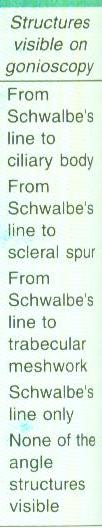 Structures
visible on
gonioscopy
From
Schwalbe's
line to
ciliary body
From
Schwalbe's
line to
scleral spur
From
Schwalbe's
line to
trabecular
meshwork
Schwalbe's
line only
None of the
angle
structures
visible